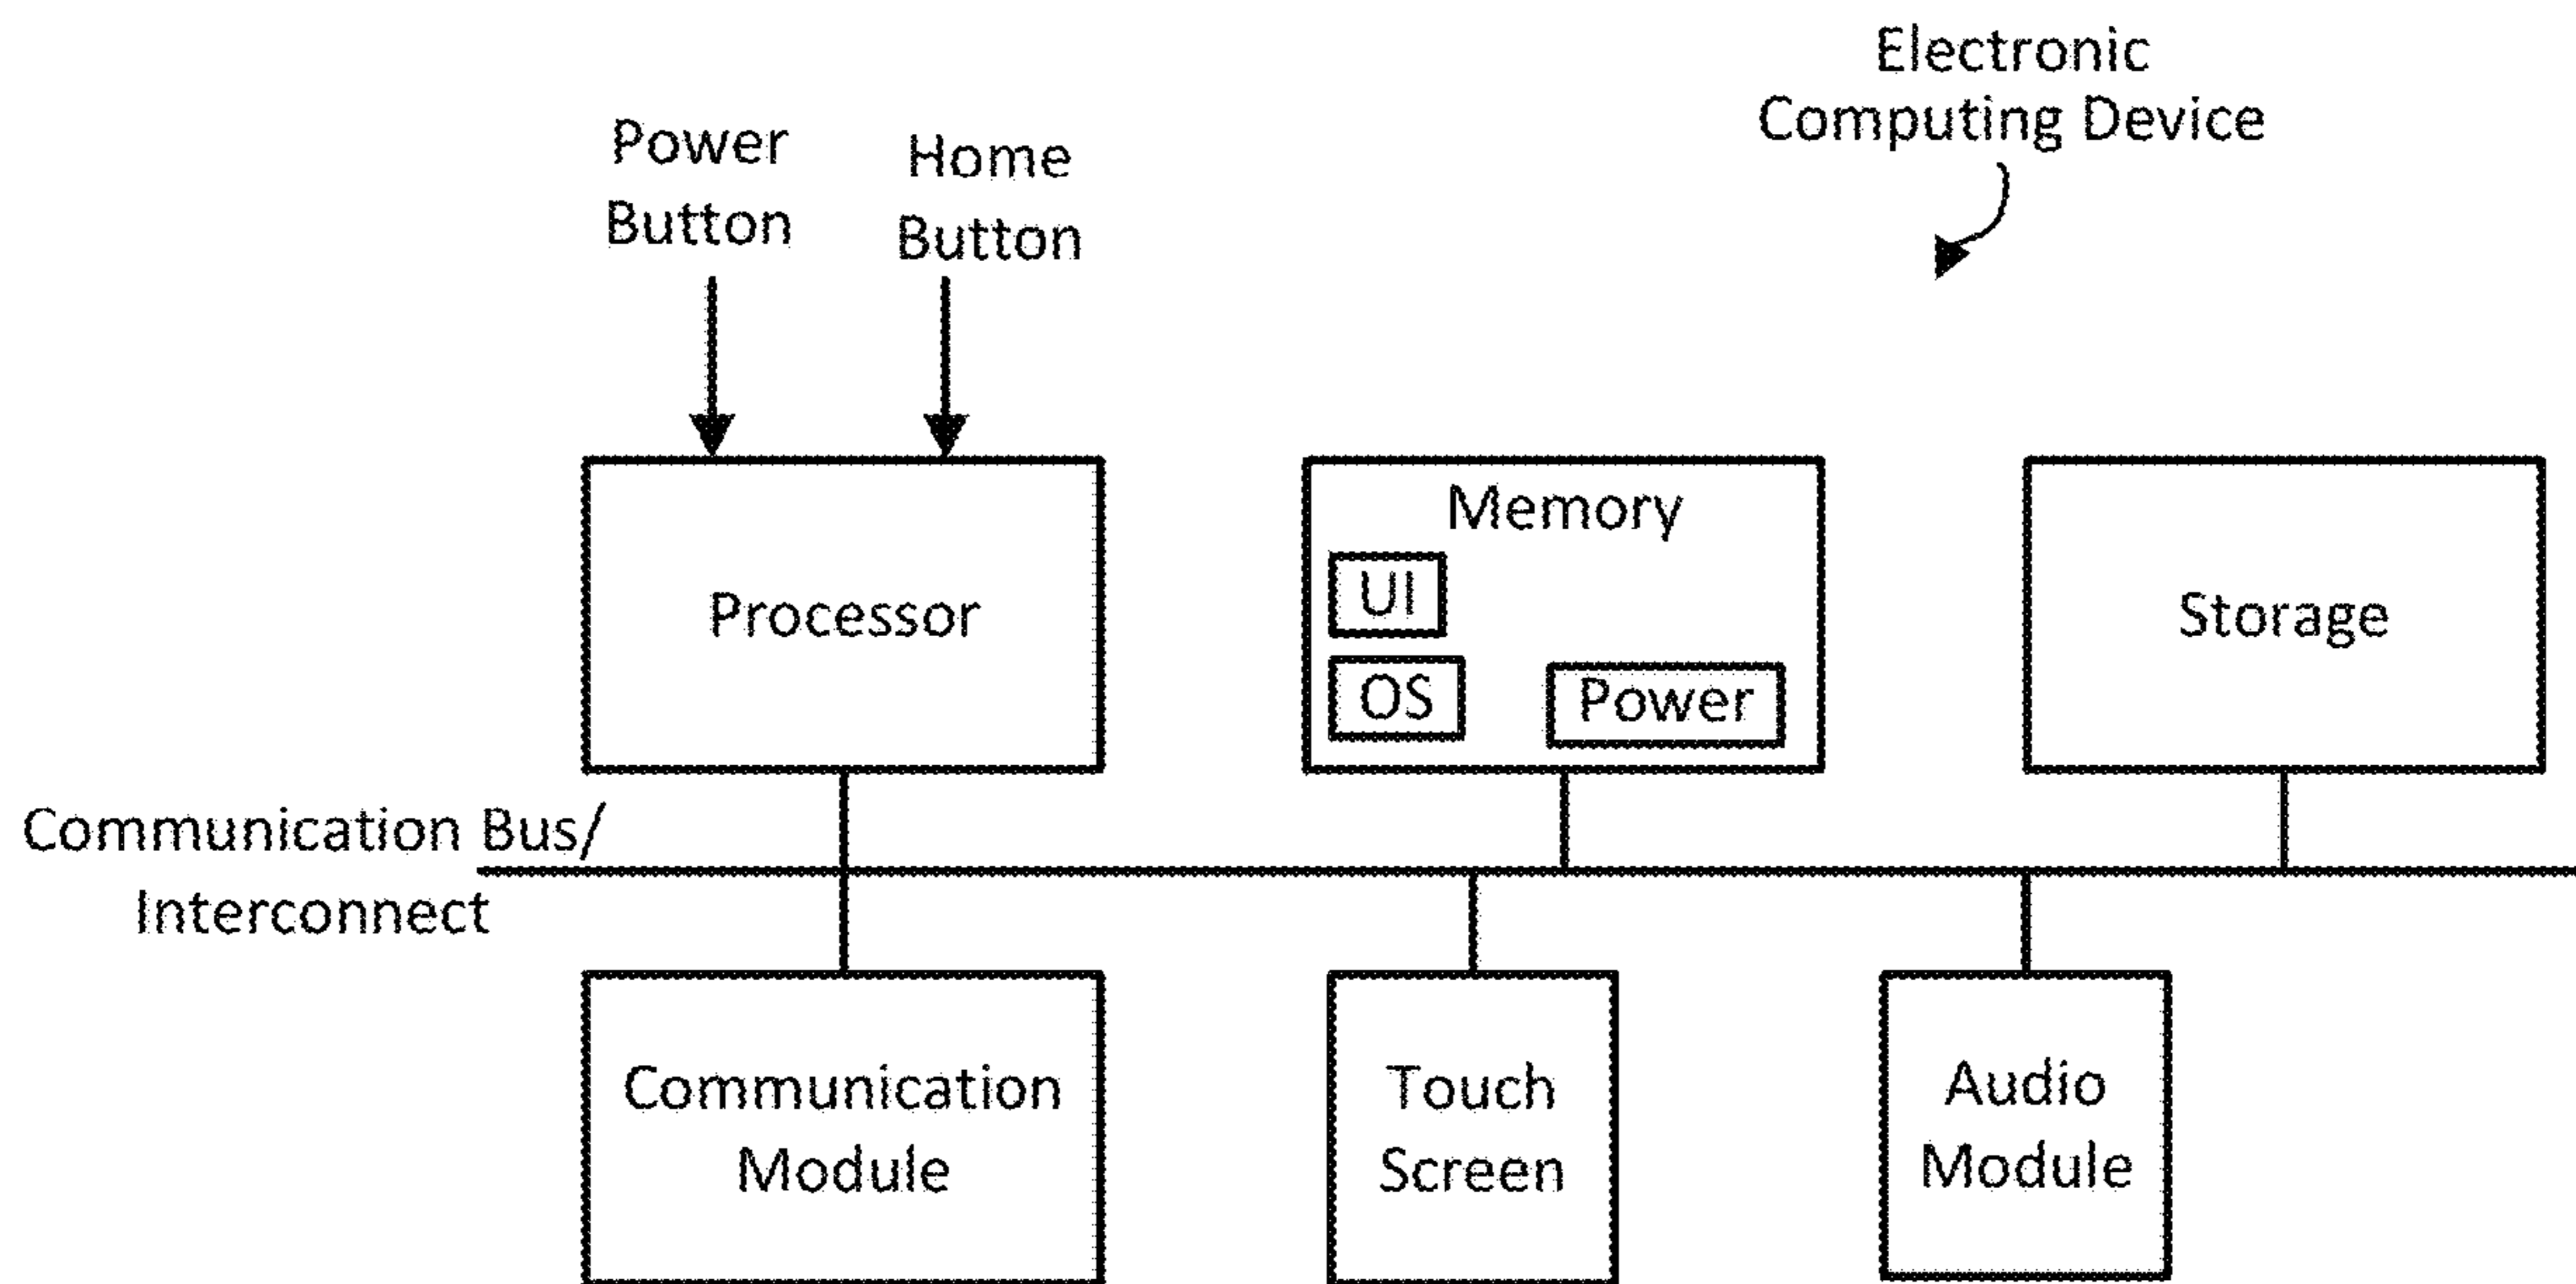 Electronic
Computing Device
Power
Button
Home
Button
Processor
Memory
UI
OS
Power
Storage
Communication Bus/
Interconnect
Communication
Module
Touch
Screen
Audio
Module